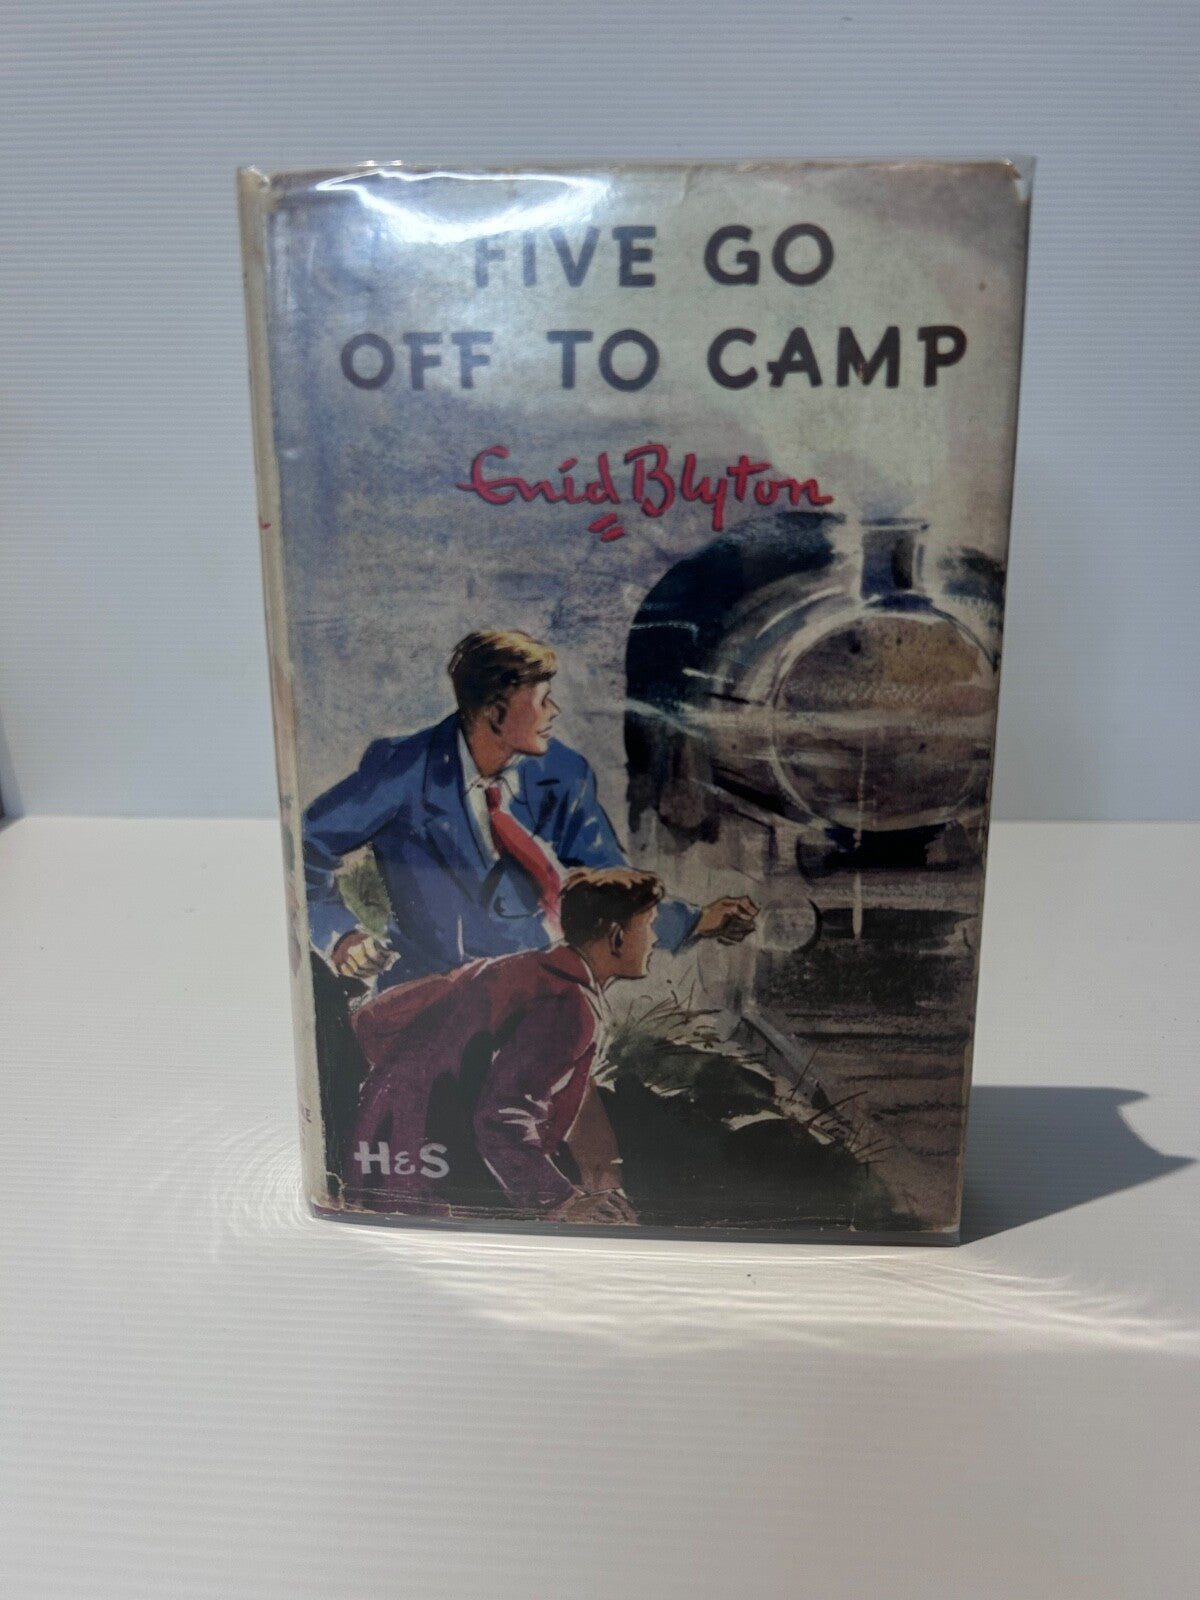 FIVE GO
OFF TO CAMP
Enid Blyton
H&S